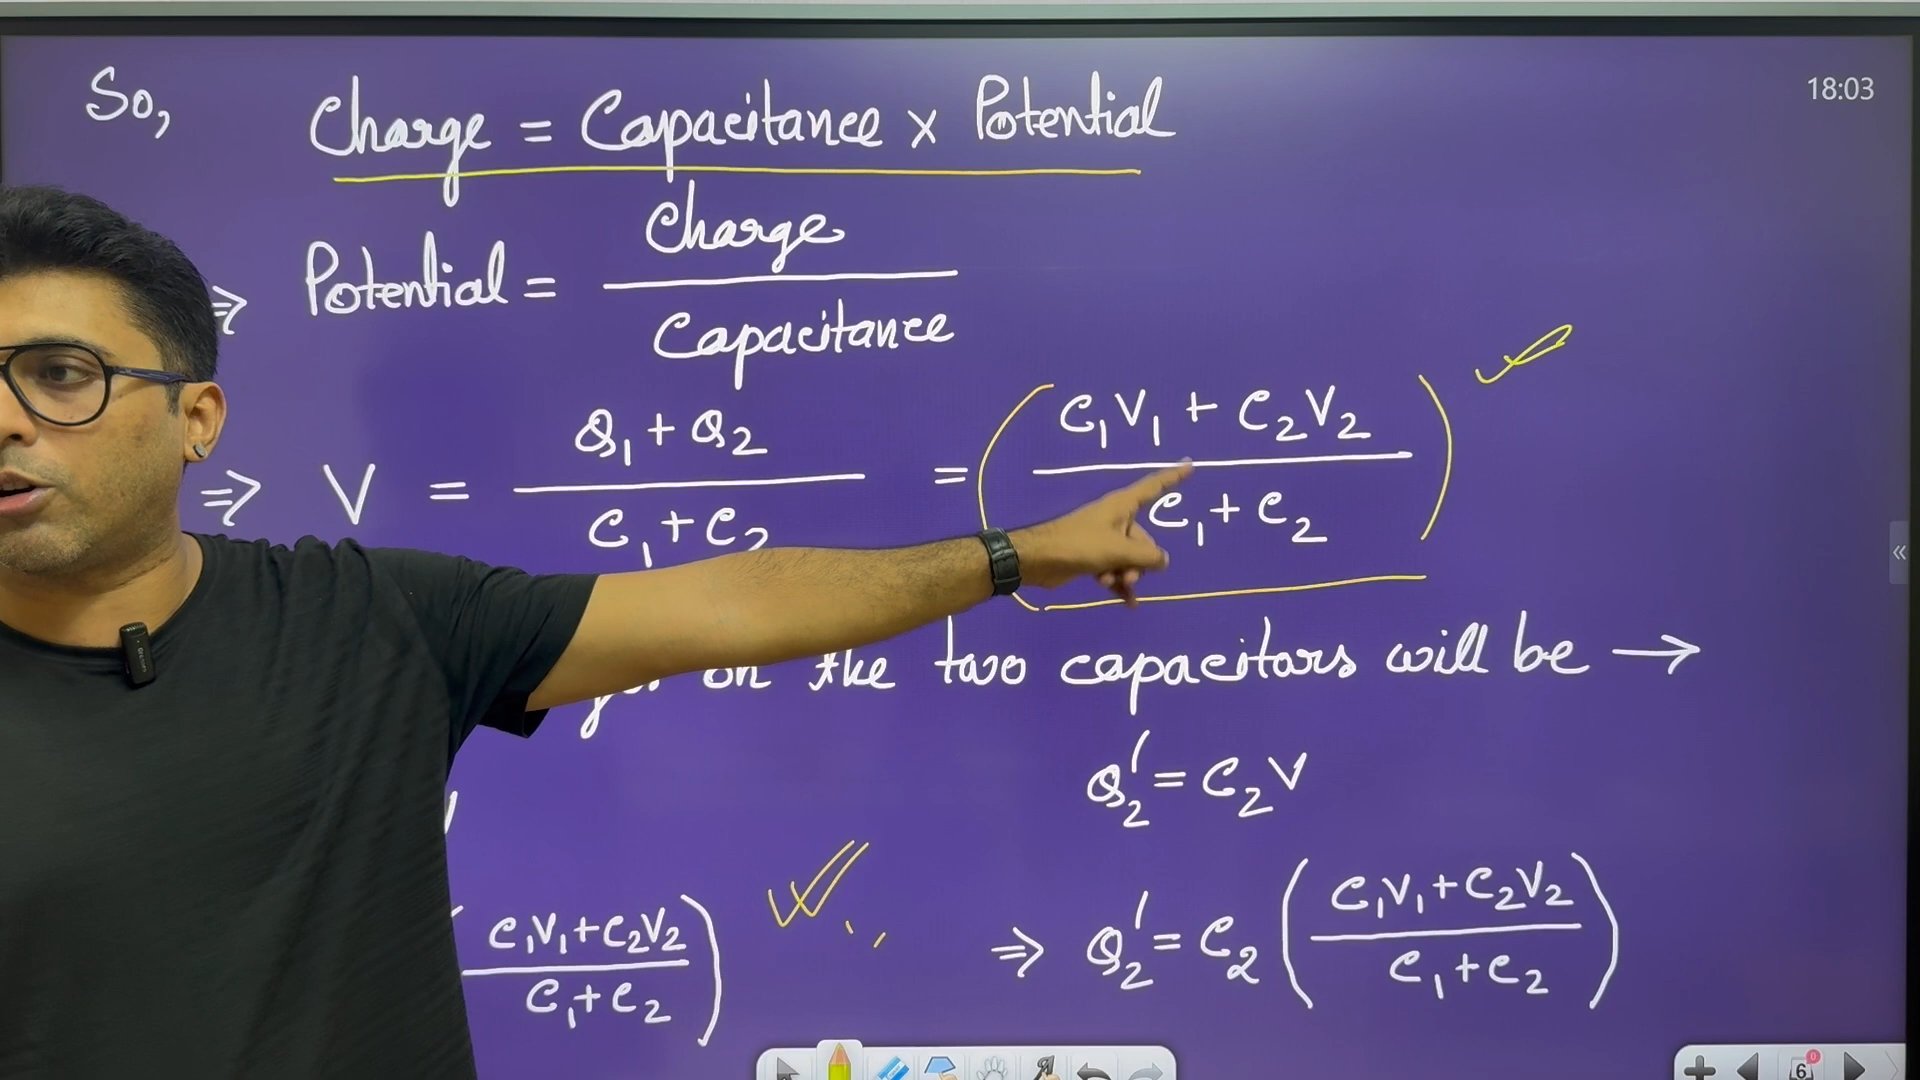 So, Charge = Capacitance × Potential
18:03
⇒ Potential = Charge / Capacitance
⇒ V = Q₁ + Q₂ / C₁ + C₂ = ( C₁V₁ + C₂V₂ / C₁ + C₂ )
on the two capacitors will be →
Q₂′ = C₂V
C₁V₁ + C₂V₂ / C₁ + C₂ )
⇒ Q₂′ = C₂ ( C₁V₁ + C₂V₂ / C₁ + C₂ )
6